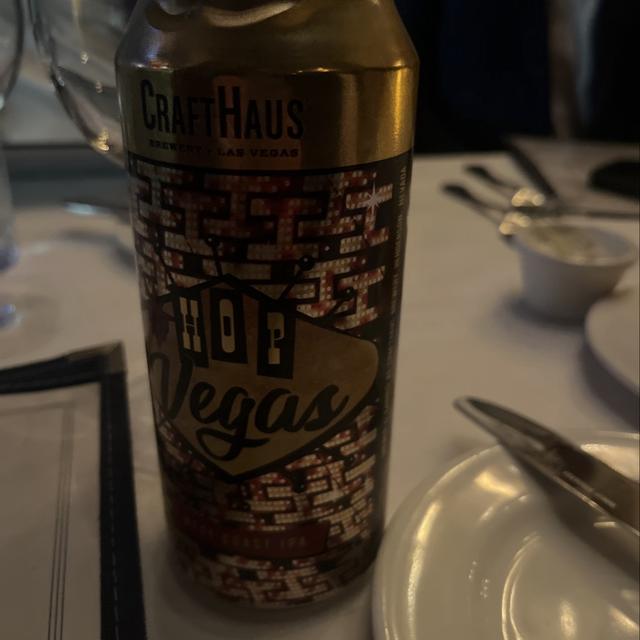 CRAFTHAUS
BREWERY • LAS VEGAS
HOP
Vegas